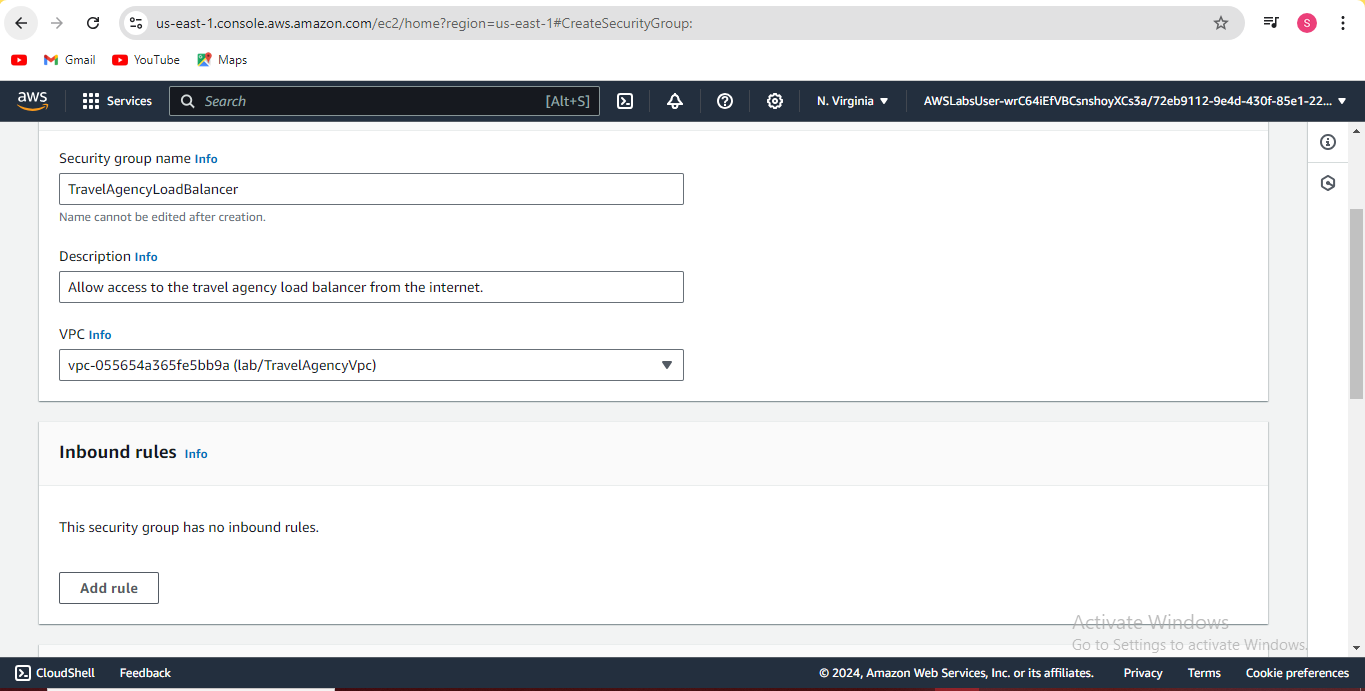 us-east-1.console.aws.amazon.com/ec2/home?region=us-east-1#CreateSecurityGroup:
S
Gmail YouTube Maps
aws Services Search [Alt+S] N. Virginia AWSLabsUser-wrC64iEfVBCsnshoyXCs3a/72eb9112-9e4d-430f-85e1-22...
Security group name Info
TravelAgencyLoadBalancer
Name cannot be edited after creation.
Description Info
Allow access to the travel agency load balancer from the internet.
VPC Info
vpc-055654a365fe5bb9a (lab/TravelAgencyVpc)
Inbound rules Info
This security group has no inbound rules.
Add rule
Activate Windows
Go to Settings to activate Windows.
CloudShell Feedback © 2024, Amazon Web Services, Inc. or its affiliates. Privacy Terms Cookie preferences